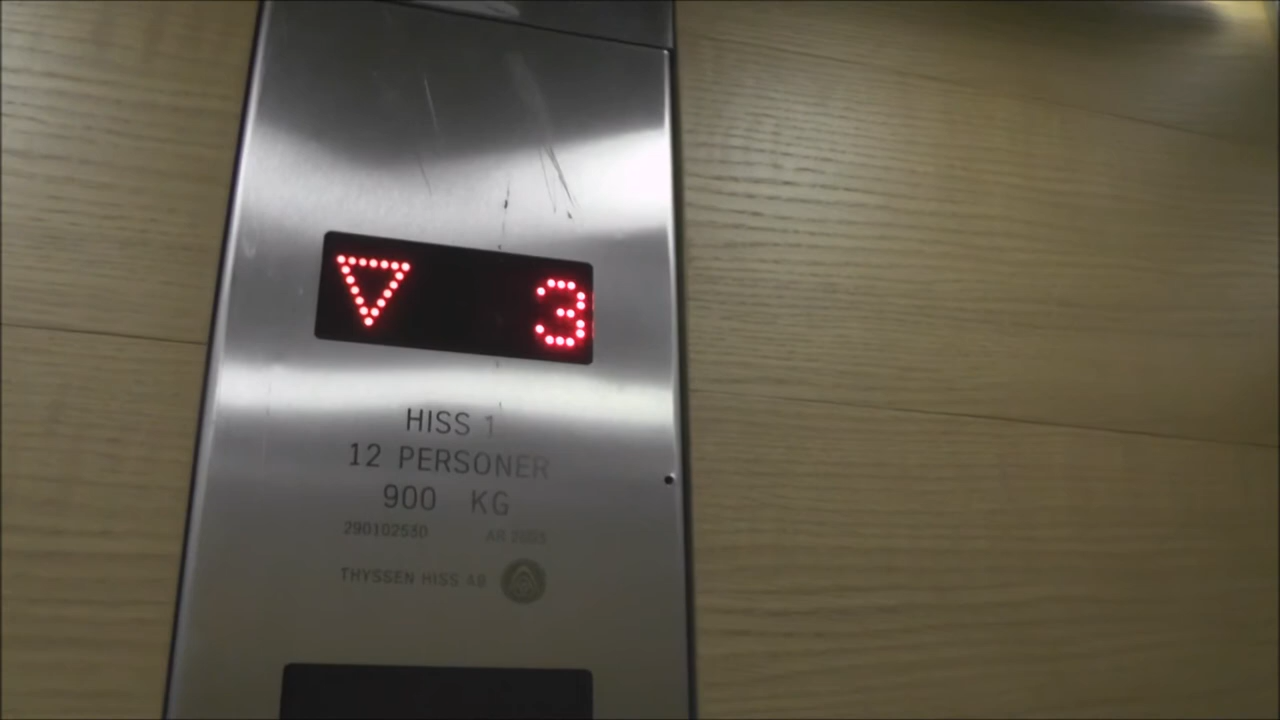 3
HISS 1
12 PERSONER
900 KG
290102530
THYSSEN HISS AB